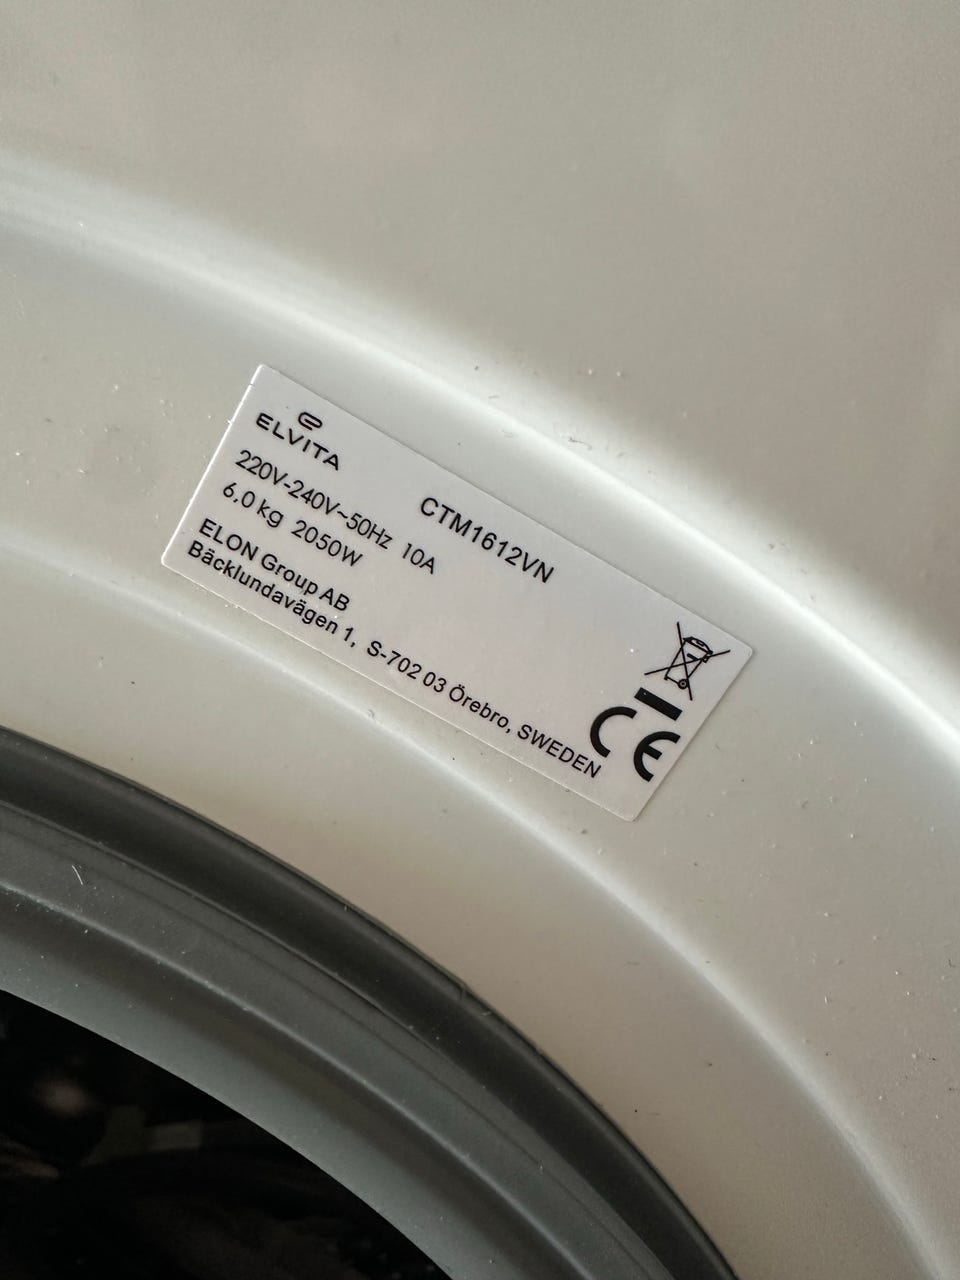 ELVITA
CTM1612VN
220V-240V~50Hz 10A
6,0 kg 2050W
ELON Group AB
Bäcklundavägen 1, S-702 03 Örebro, SWEDEN
CE